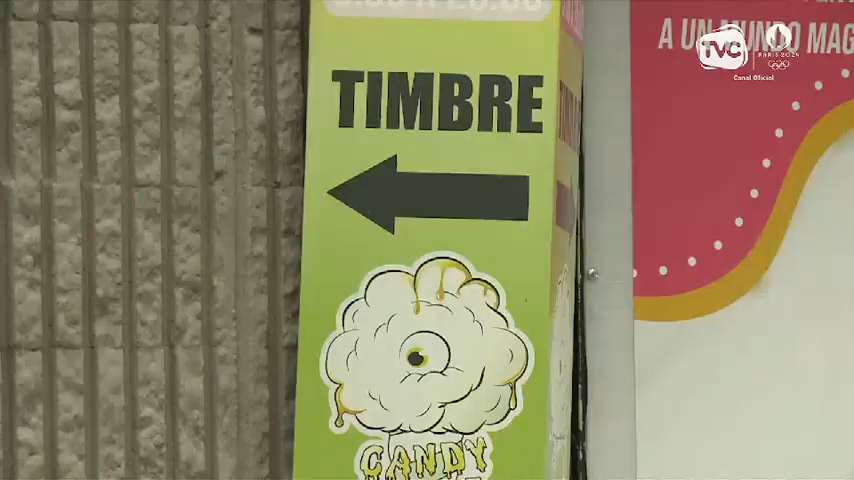 TIMBRE
A UN MUNDO MAG
TVC
PARIS 2024
Canal Oficial
CANDY